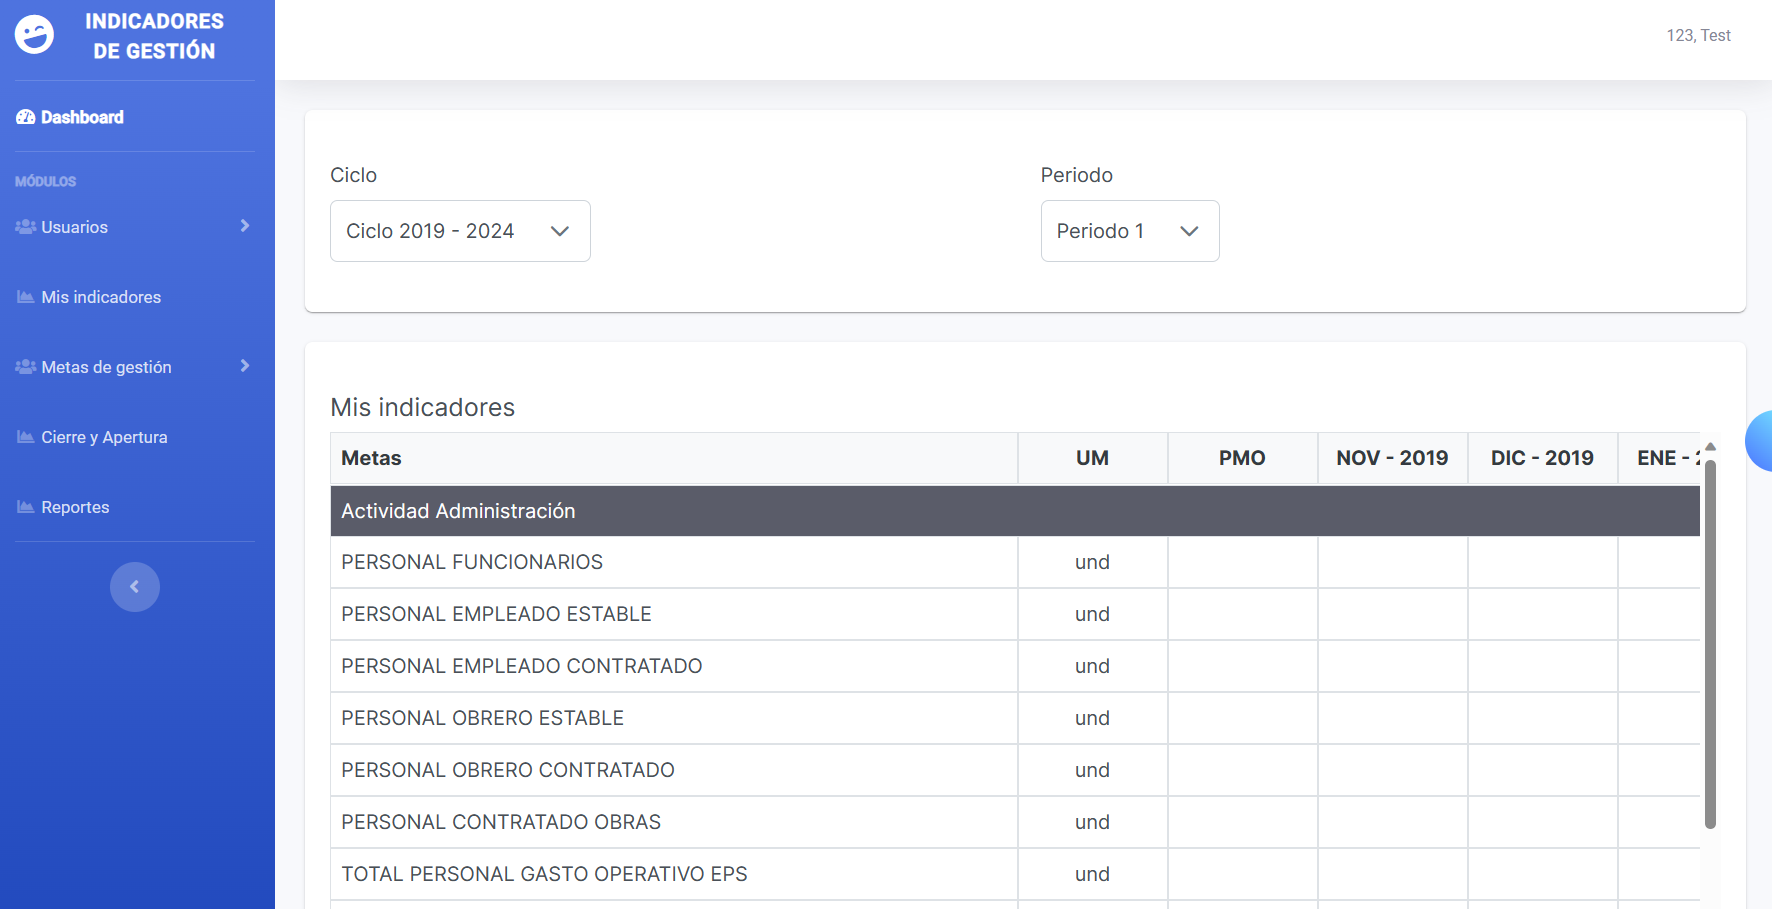 INDICADORES
DE GESTIÓN
123, Test
Dashboard
MÓDULOS
Usuarios
Mis indicadores
Metas de gestión
Cierre y Apertura
Reportes
Ciclo
Periodo
Ciclo 2019 - 2024
Periodo 1
Mis indicadores
Metas UM PMO NOV - 2019 DIC - 2019 ENE -
Actividad Administración
PERSONAL FUNCIONARIOS und
PERSONAL EMPLEADO ESTABLE und
PERSONAL EMPLEADO CONTRATADO und
PERSONAL OBRERO ESTABLE und
PERSONAL OBRERO CONTRATADO und
PERSONAL CONTRATADO OBRAS und
TOTAL PERSONAL GASTO OPERATIVO EPS und